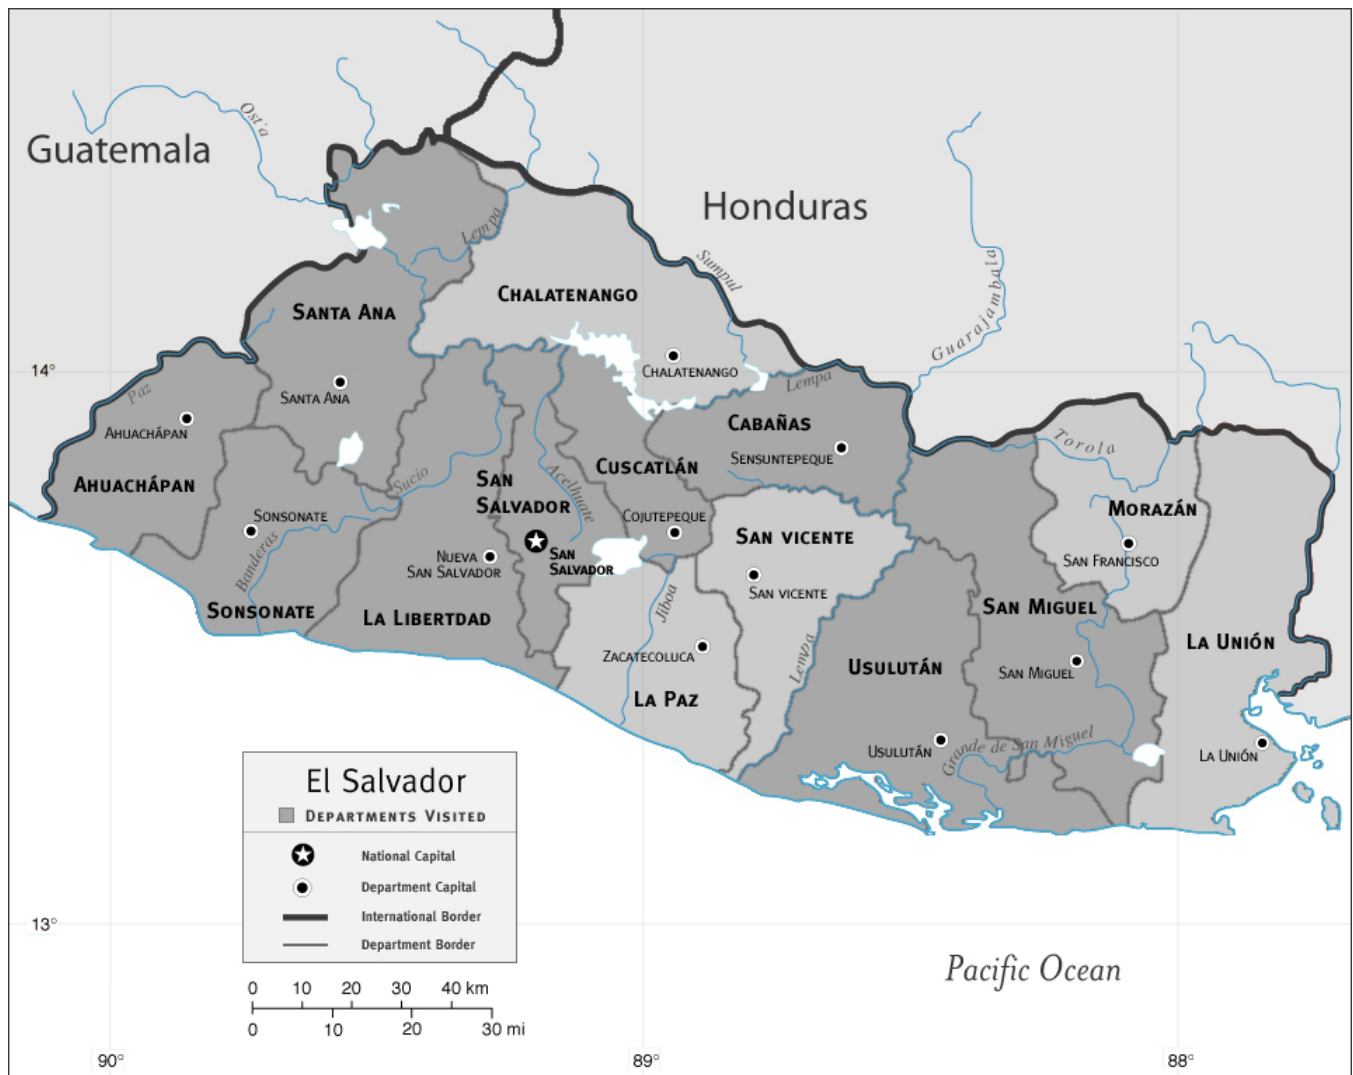 Guatemala
Ost'a
Honduras
Lempa
Sumpul
Guarajambala
CHALATENANGO
SANTA ANA
14°
CHALATENANGO
Lempa
SANTA ANA
Paz
AHUACHÁPAN
CABAÑAS
SENSUNTEPEQUE
Torola
CUSCATLÁN
AHUACHÁPAN
Sucio
SAN
SALVADOR
Acelhuate
MORAZÁN
SONSONATE
COJUTEPEQUE
SAN VICENTE
Banderas
NUEVA
SAN SALVADOR
SAN
SALVADOR
SAN FRANCISCO
SAN VICENTE
Jiboa
SONSONATE
LA LIBERTDAD
SAN MIGUEL
LA UNIÓN
Lempa
ZACATECOLUCA
USULUTÁN
SAN MIGUEL
LA PAZ
USULUTÁN
Grande de San Miguel
LA UNIÓN
El Salvador
DEPARTMENTS VISITED
National Capital
Department Capital
International Border
Department Border
13°
Pacific Ocean
0 10 20 30 40 km
0 10 20 30 mi
90° 89° 88°